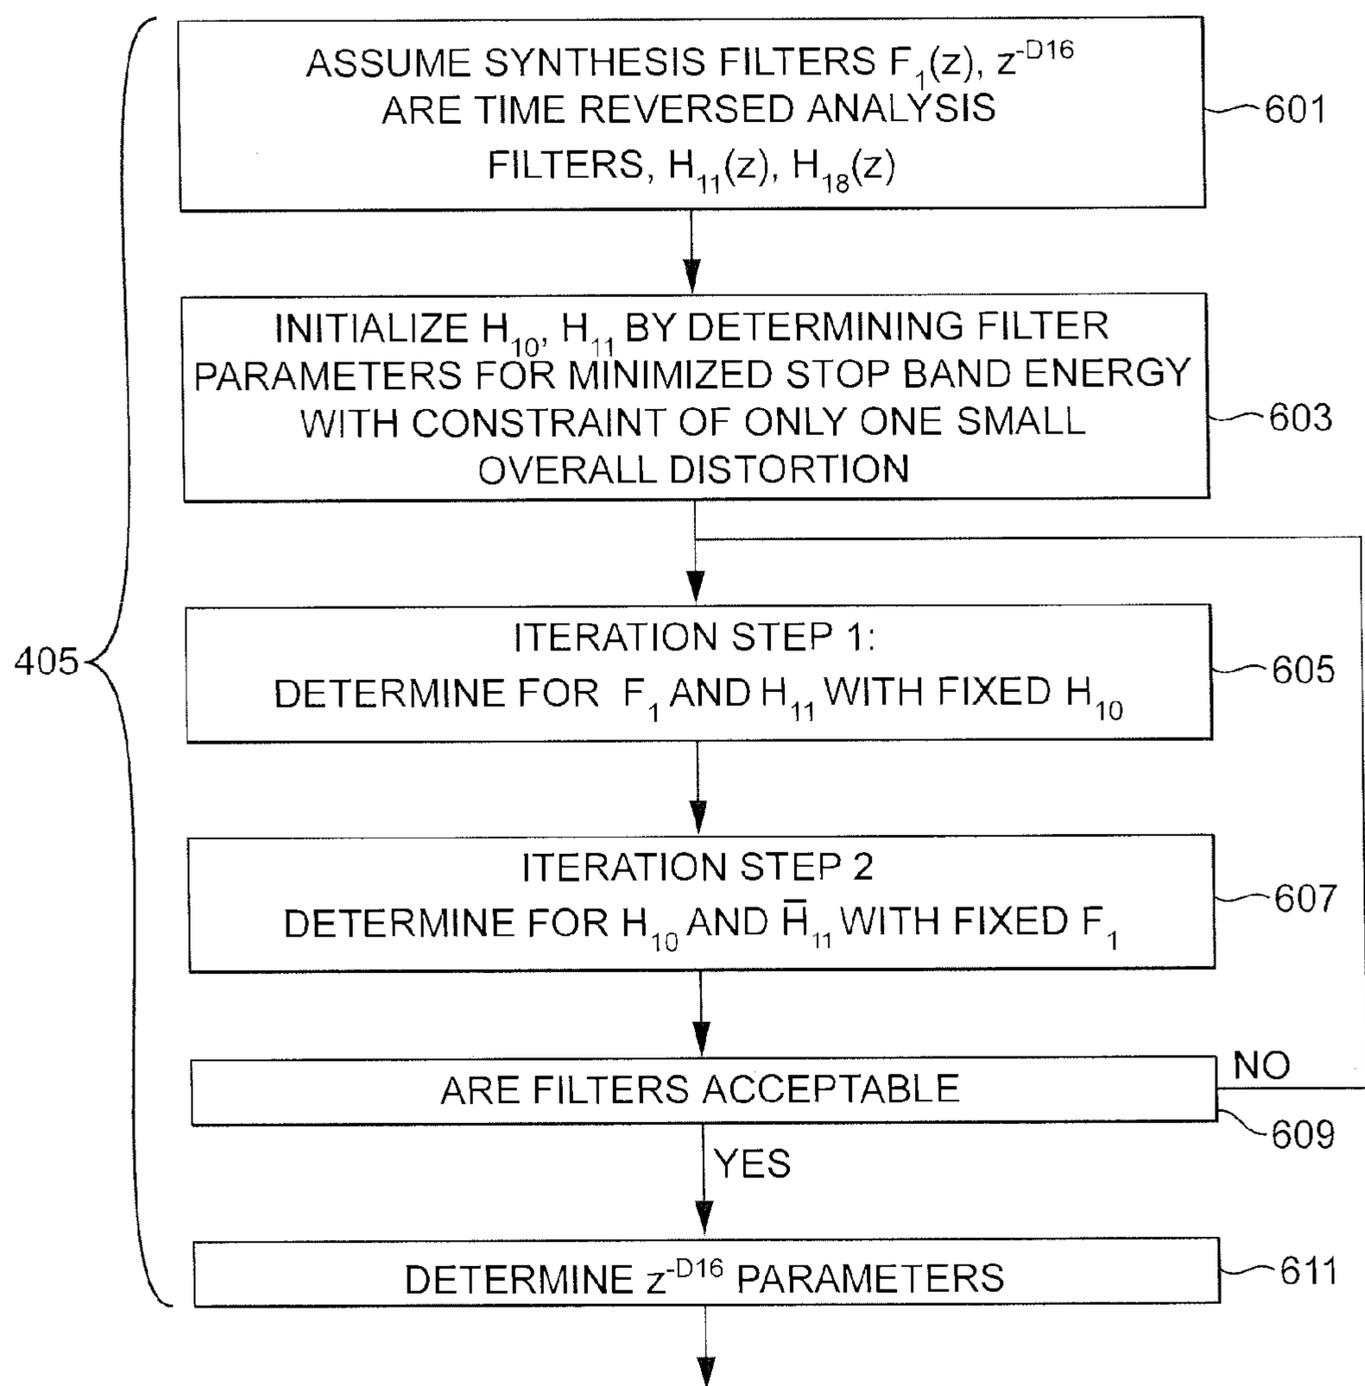 ASSUME SYNTHESIS FILTERS F₁(z), z⁻ᴰ¹⁶
ARE TIME REVERSED ANALYSIS
FILTERS, H₁₁(z), H₁₈(z)
601
INITIALIZE H₁₀, H₁₁ BY DETERMINING FILTER
PARAMETERS FOR MINIMIZED STOP BAND ENERGY
WITH CONSTRAINT OF ONLY ONE SMALL
OVERALL DISTORTION
603
ITERATION STEP 1:
DETERMINE FOR F₁ AND H₁₁ WITH FIXED H₁₀
605
405
ITERATION STEP 2
DETERMINE FOR H₁₀ AND H̅₁₁ WITH FIXED F₁
607
ARE FILTERS ACCEPTABLE
NO
609
YES
DETERMINE z⁻ᴰ¹⁶ PARAMETERS
611